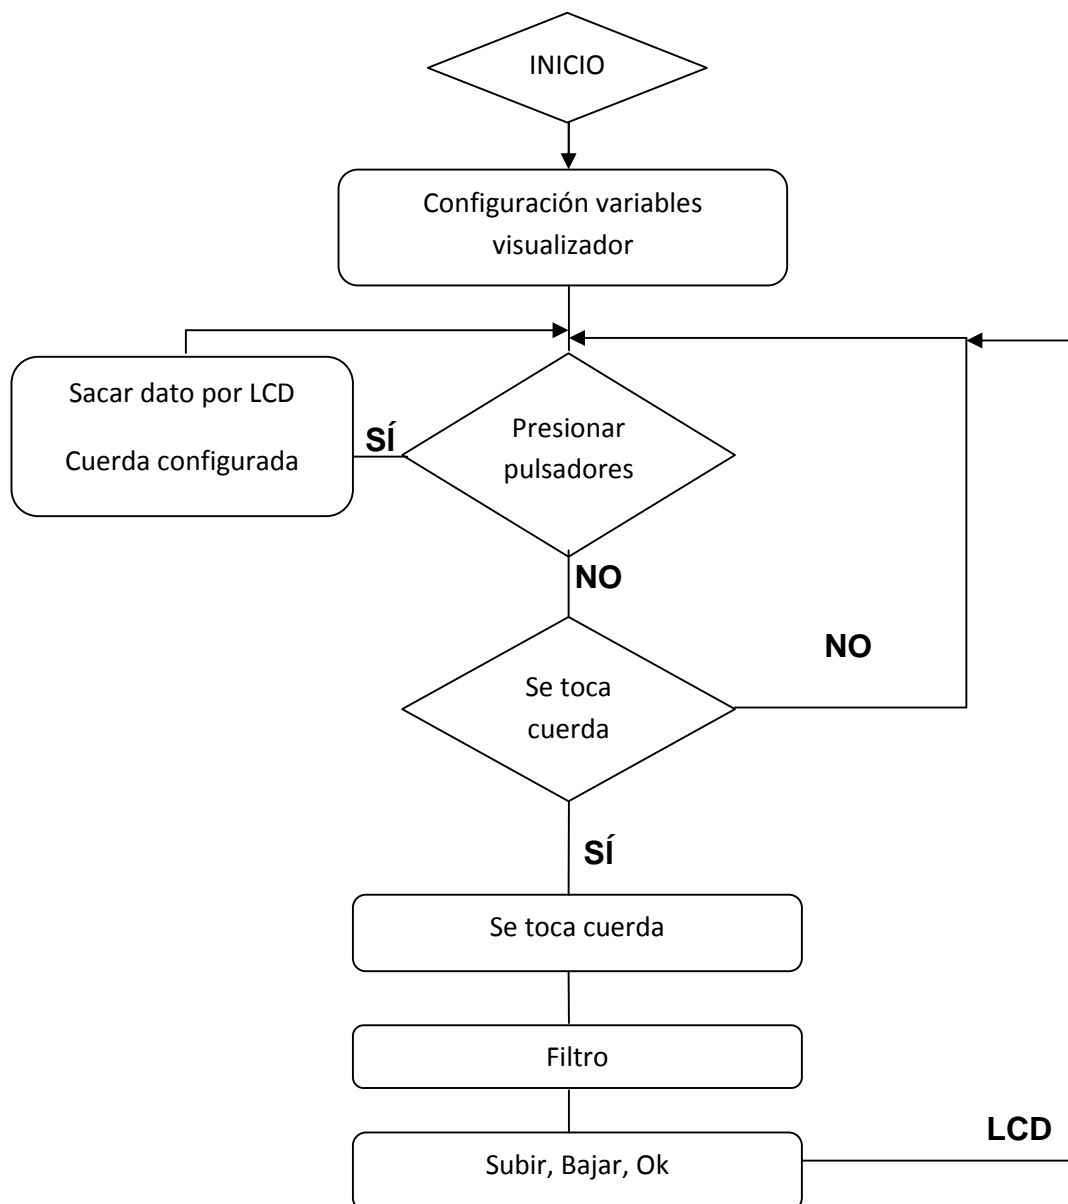 INICIO
Configuración variables
visualizador
Sacar dato por LCD
Cuerda configurada
SÍ
Presionar
pulsadores
NO
Se toca
cuerda
NO
SÍ
Se toca cuerda
Filtro
Subir, Bajar, Ok
LCD